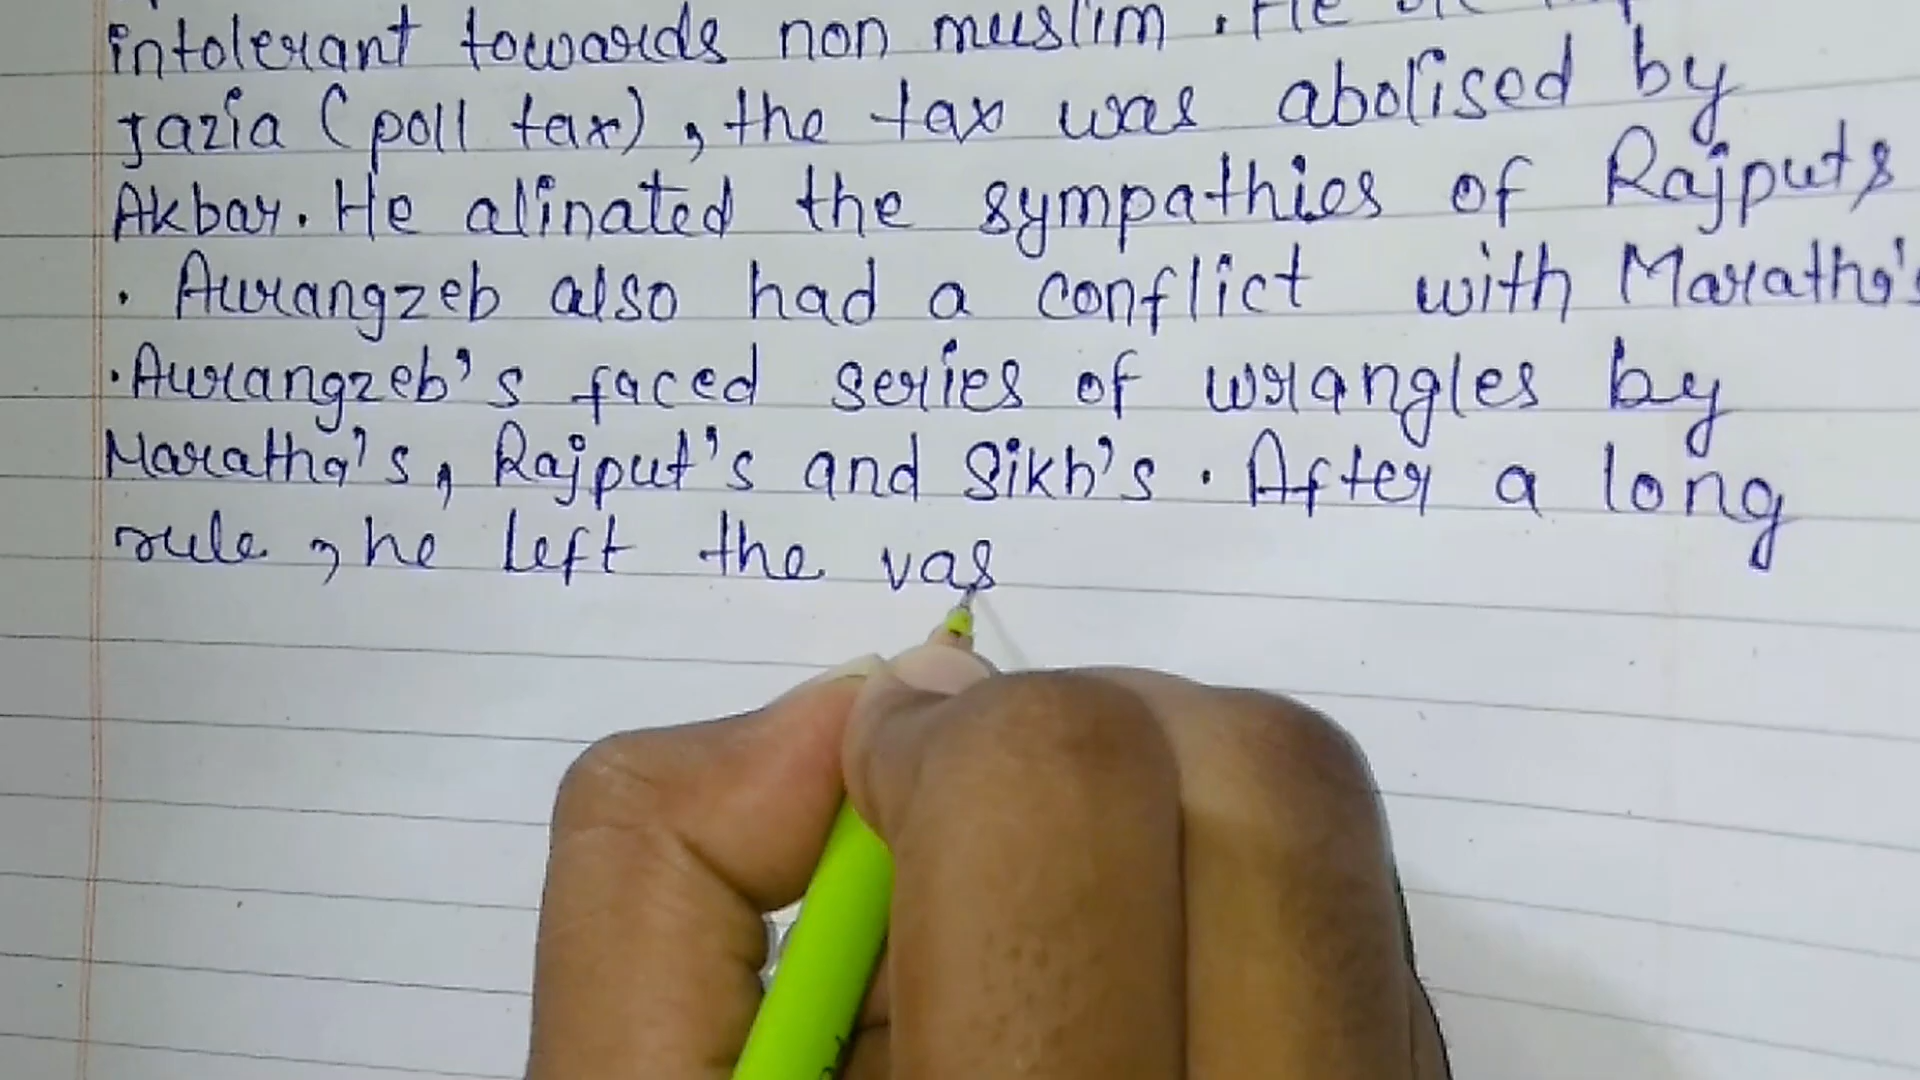 intolerant towards non muslim. He
Jazia (poll tax), the tax was abolised by
Akbar. He alinated the sympathies of Rajputs
. Aurangzeb also had a conflict with Maratha's
.Aurangzeb's faced series of wrangles by
Maratha's, Rajput's and Sikh's. After a long
rule, he left the vas